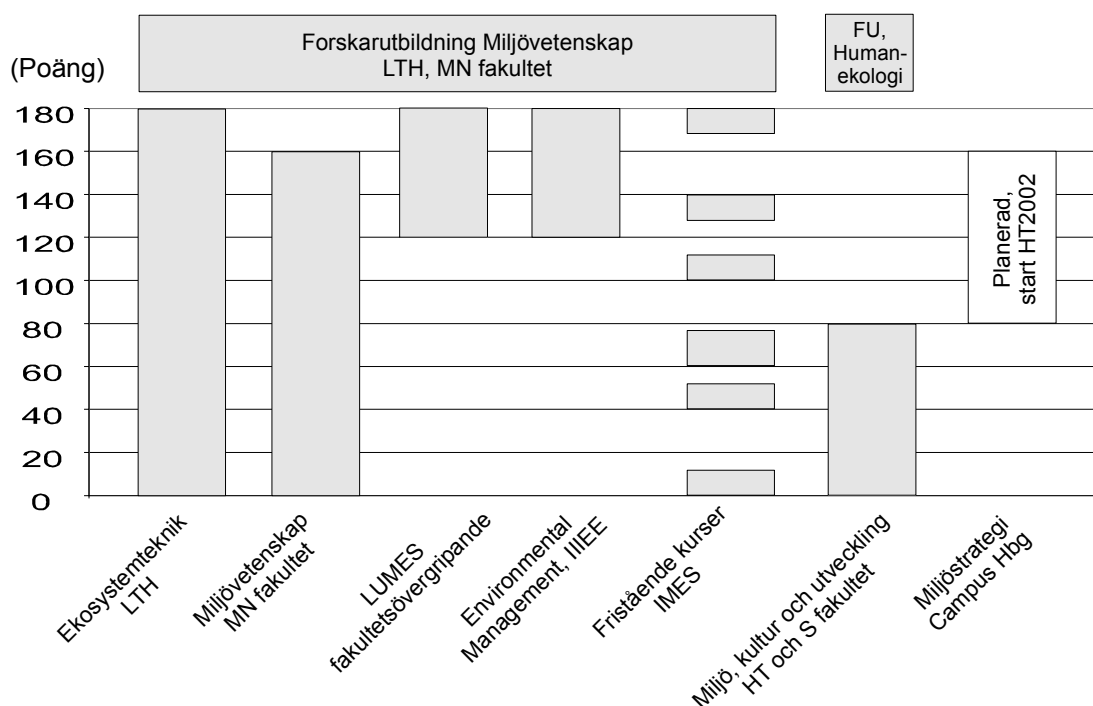 Forskarutbildning Miljövetenskap
LTH, MN fakultet
FU,
Human-
ekologi
(Poäng)
180
160
140
120
100
80
60
40
20
0
Planerad,
start HT2002
Ekosystemteknik
LTH
Miljövetenskap
MN fakultet
LUMES
fakultetsövergripande
Environmental
Management, IIIEE
Fristående kurser
IMES
Miljö, kultur och utveckling
HT och S fakultet
Miljöstrategi
Campus Hbg